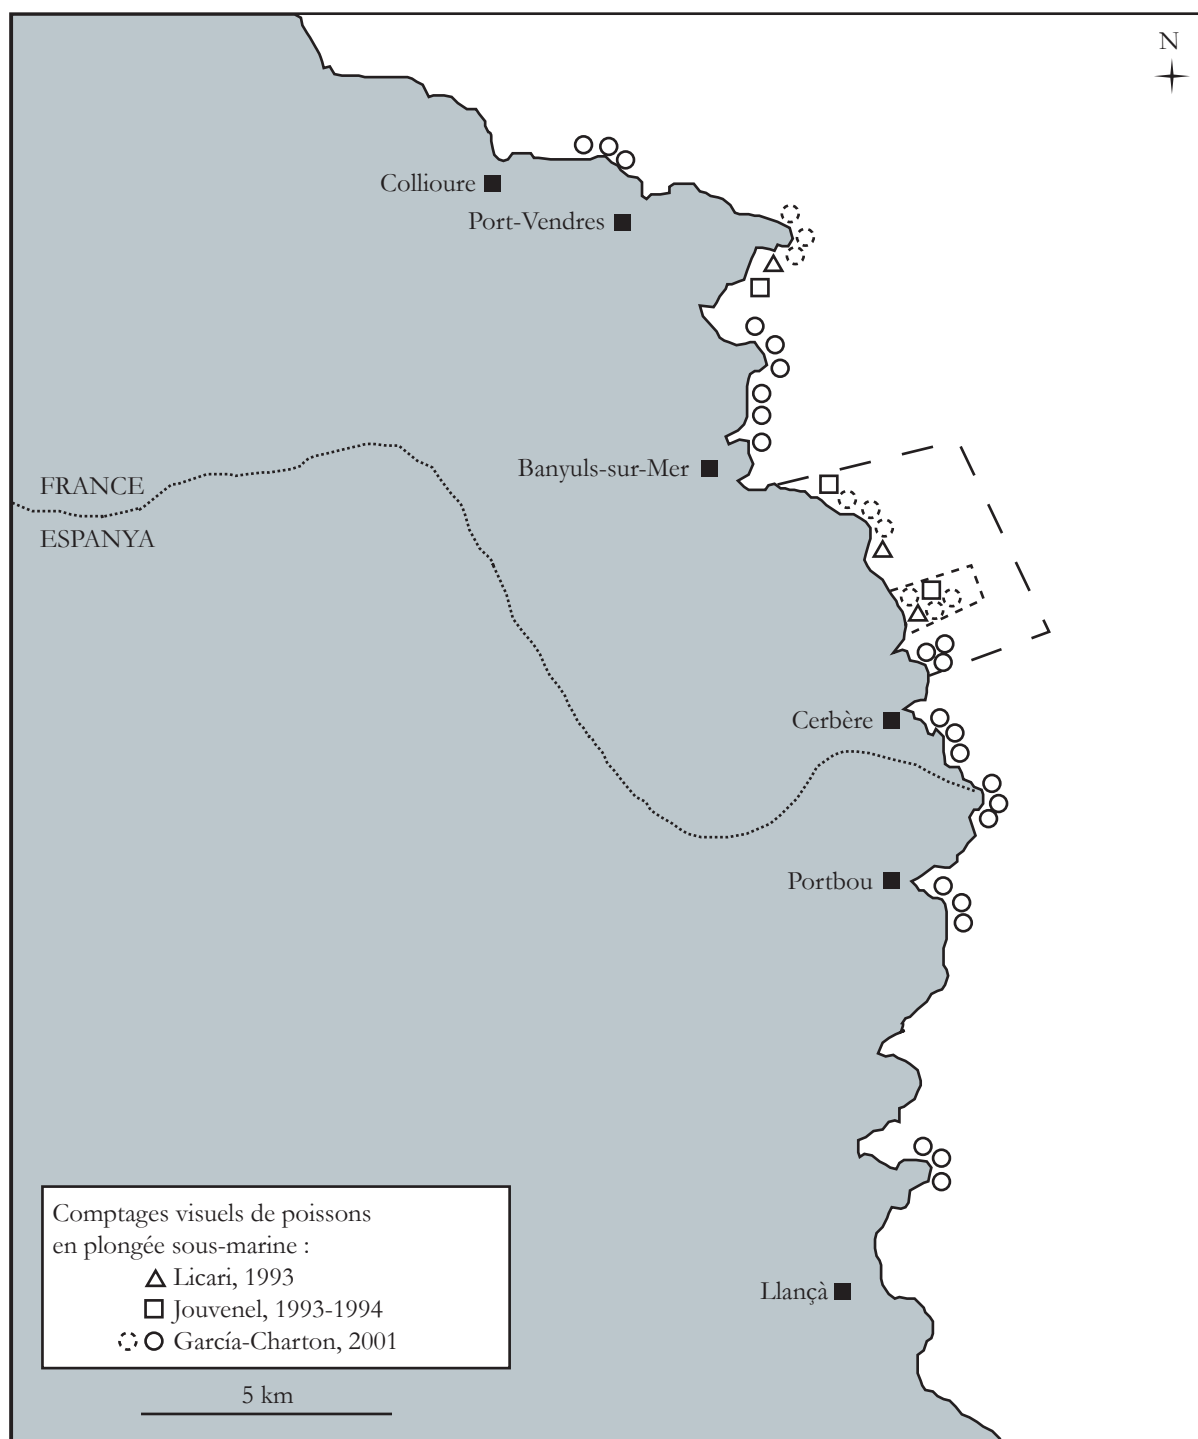 N
Collioure
Port-Vendres
Banyuls-sur-Mer
FRANCE
ESPANYA
Cerbère
Portbou
Comptages visuels de poissons
en plongée sous-marine :
Licari, 1993
Llançà
Jouvenel, 1993-1994
García-Charton, 2001
5 km